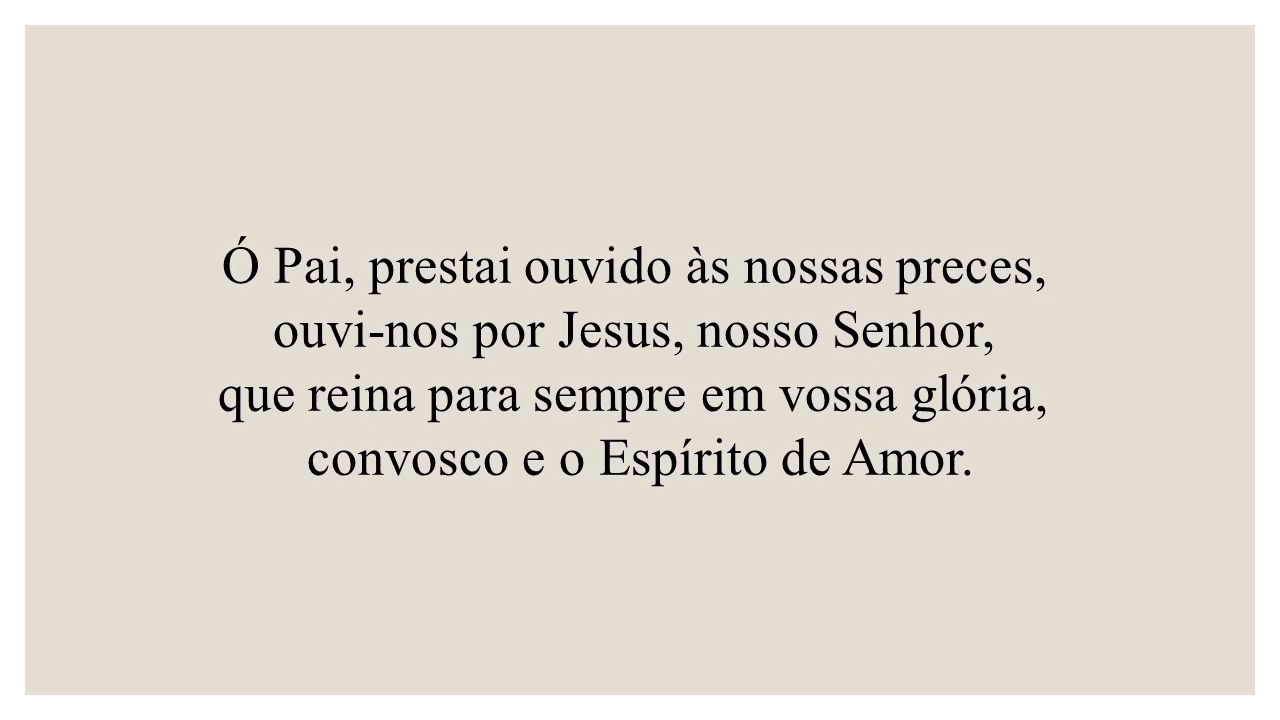 Ó Pai, prestai ouvido às nossas preces,
ouvi-nos por Jesus, nosso Senhor,
que reina para sempre em vossa glória,
convosco e o Espírito de Amor.